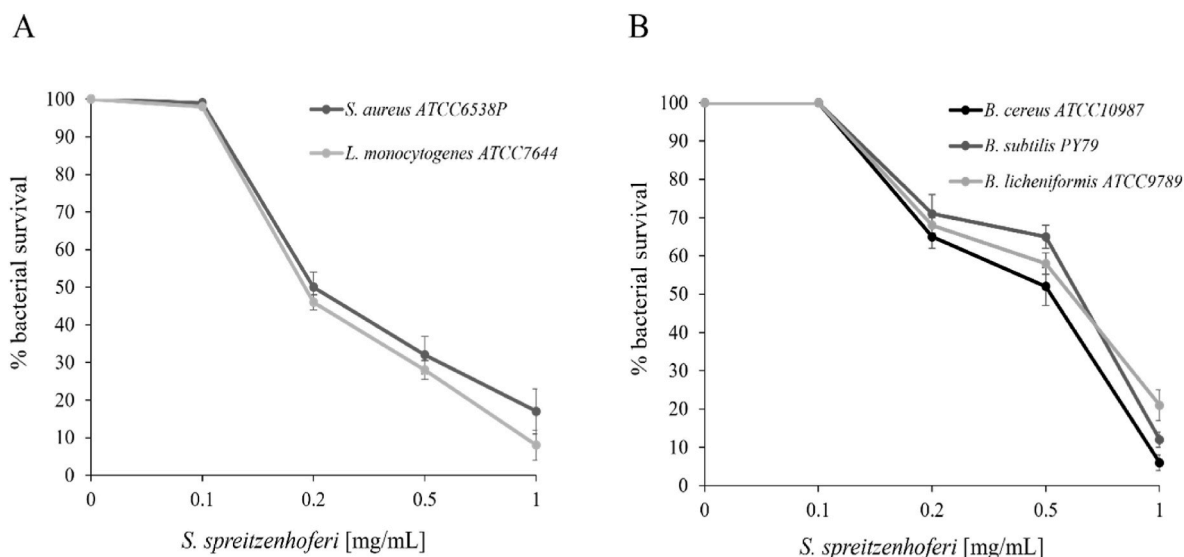 A
% bacterial survival
100
90
80
70
60
50
40
30
20
10
0
0 0.1 0.2 0.5 1
S. spreitzenhoferi [mg/mL]
S. aureus ATCC6538P
L. monocytogenes ATCC7644
B
% bacterial survival
100
90
80
70
60
50
40
30
20
10
0
0 0.1 0.2 0.5 1
S. spreitzenhoferi [mg/mL]
B. cereus ATCC10987
B. subtilis PY79
B. licheniformis ATCC9789